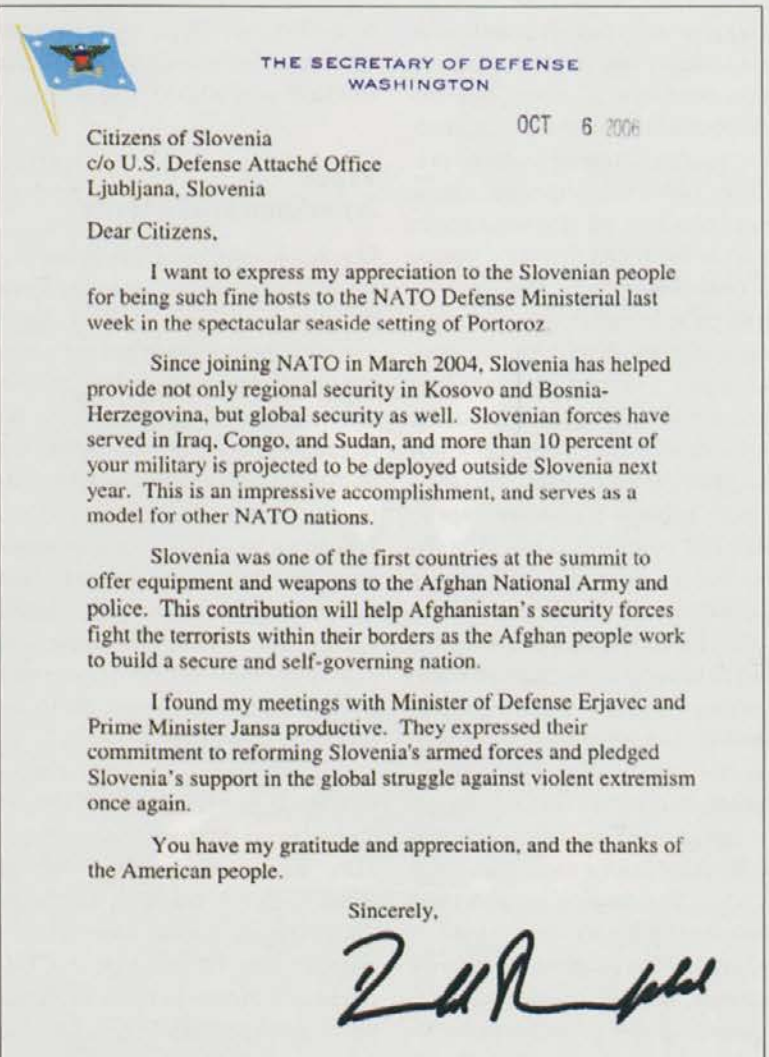 THE SECRETARY OF DEFENSE
WASHINGTON
OCT 6 2006
Citizens of Slovenia
c/o U.S. Defense Attaché Office
Ljubljana, Slovenia
Dear Citizens,
I want to express my appreciation to the Slovenian people
for being such fine hosts to the NATO Defense Ministerial last
week in the spectacular seaside setting of Portoroz.
Since joining NATO in March 2004, Slovenia has helped
provide not only regional security in Kosovo and Bosnia-
Herzegovina, but global security as well. Slovenian forces have
served in Iraq, Congo, and Sudan, and more than 10 percent of
your military is projected to be deployed outside Slovenia next
year. This is an impressive accomplishment, and serves as a
model for other NATO nations.
Slovenia was one of the first countries at the summit to
offer equipment and weapons to the Afghan National Army and
police. This contribution will help Afghanistan's security forces
fight the terrorists within their borders as the Afghan people work
to build a secure and self-governing nation.
I found my meetings with Minister of Defense Erjavec and
Prime Minister Jansa productive. They expressed their
commitment to reforming Slovenia's armed forces and pledged
Slovenia's support in the global struggle against violent extremism
once again.
You have my gratitude and appreciation, and the thanks of
the American people.
Sincerely,